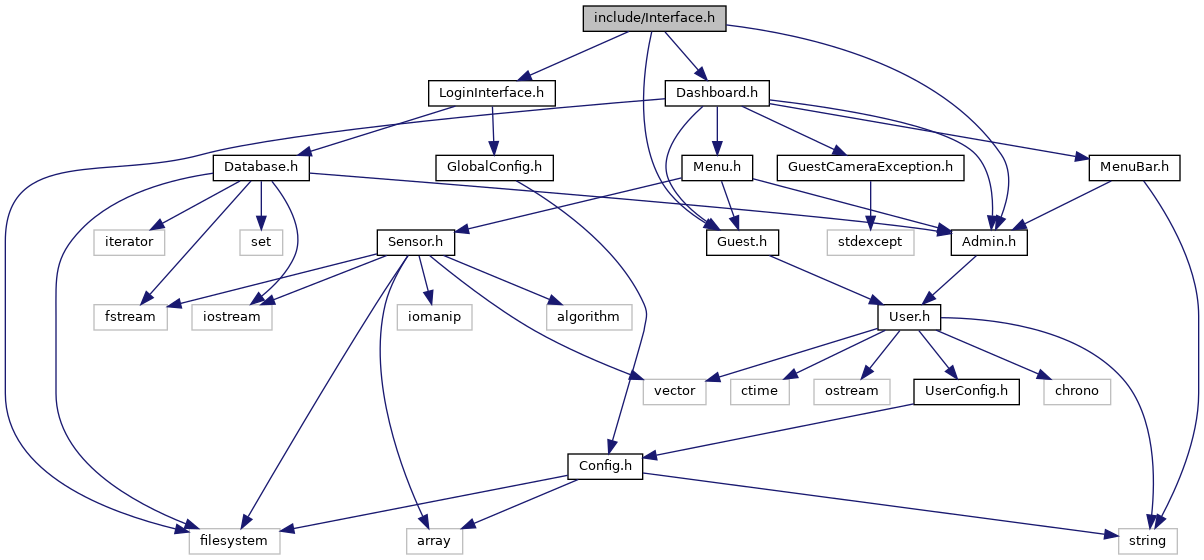 include/Interface.h
LoginInterface.h
Dashboard.h
Database.h
GlobalConfig.h
Menu.h
GuestCameraException.h
MenuBar.h
iterator
set
Sensor.h
Guest.h
stdexcept
Admin.h
fstream
iostream
iomanip
algorithm
User.h
vector
ctime
ostream
UserConfig.h
chrono
Config.h
filesystem
array
string